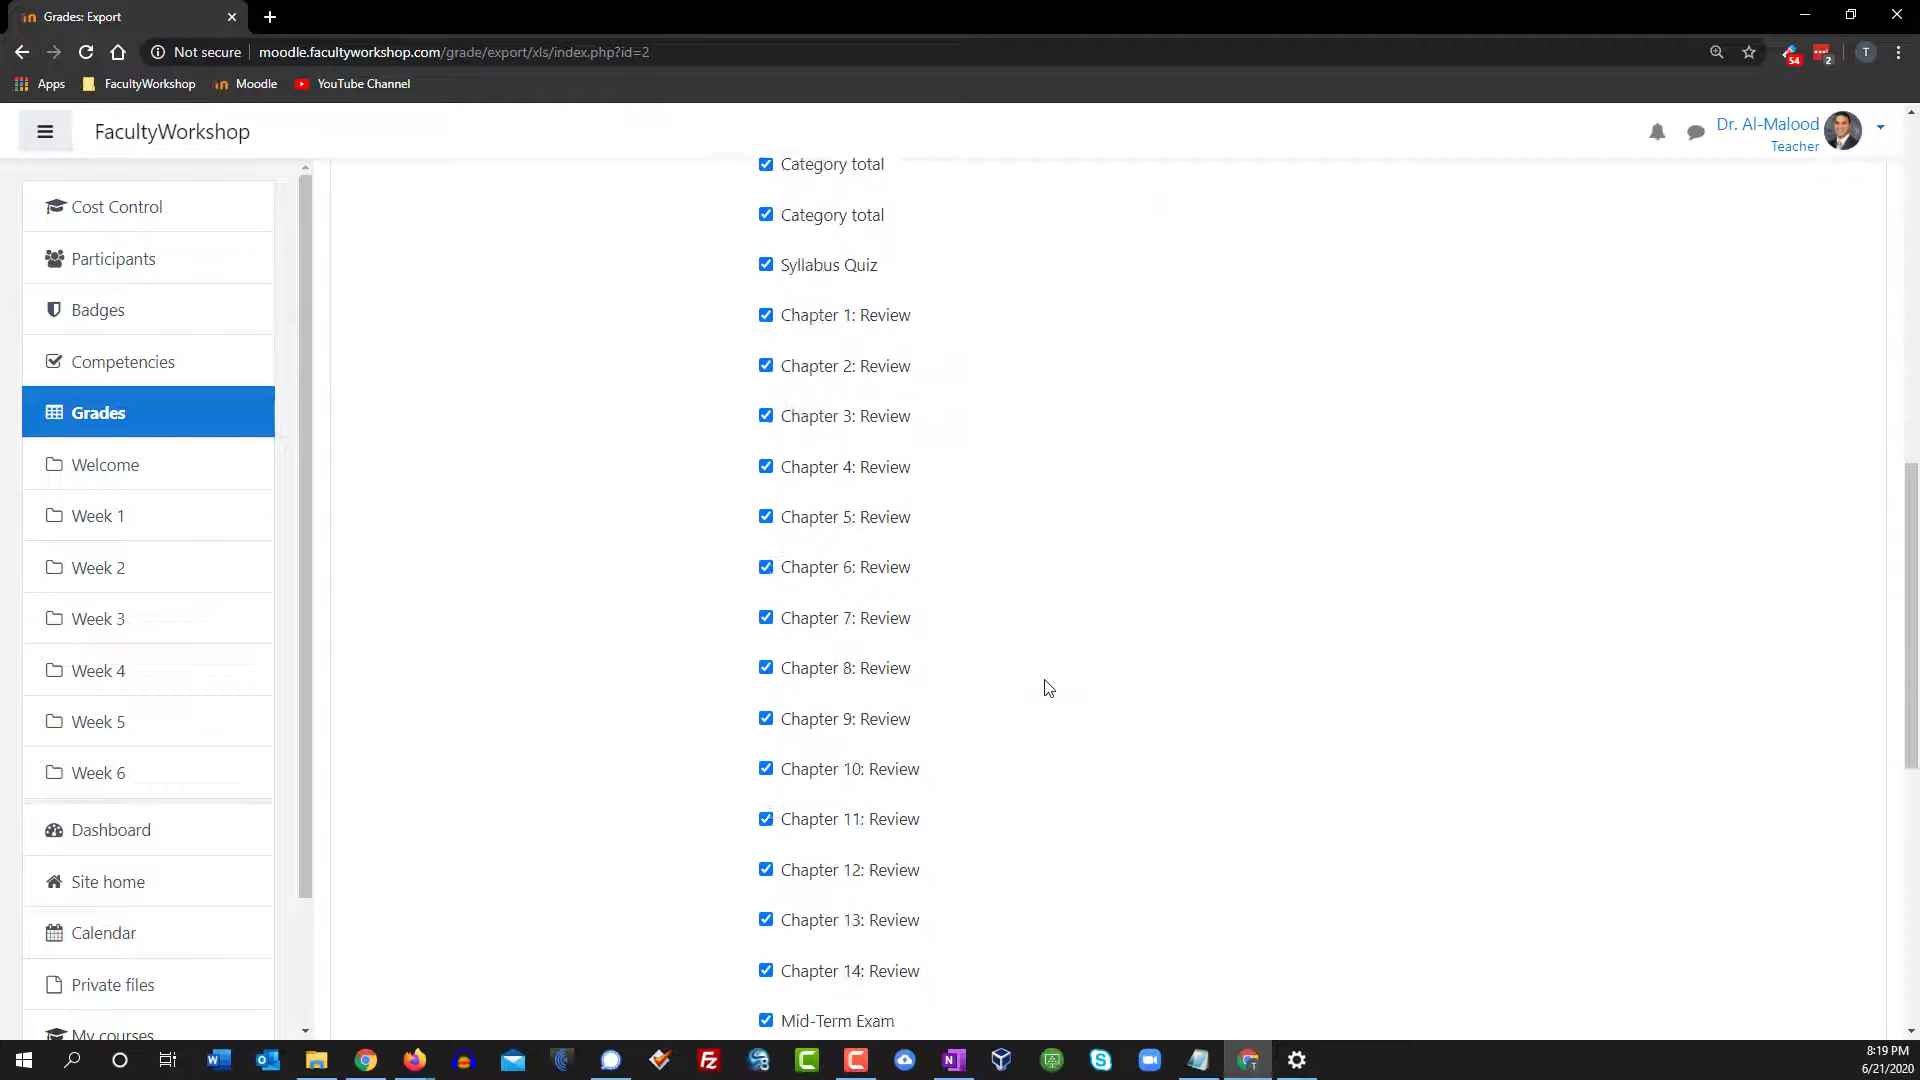 Grades: Export
Not secure moodle.facultyworkshop.com/grade/export/xls/index.php?id=2
54
2
T
Apps FacultyWorkshop Moodle YouTube Channel
FacultyWorkshop
Dr. Al-Malood
Teacher
Cost Control
Participants
Badges
Competencies
Grades
Welcome
Week 1
Week 2
Week 3
Week 4
Week 5
Week 6
Dashboard
Site home
Calendar
Private files
My courses
Category total
Category total
Syllabus Quiz
Chapter 1: Review
Chapter 2: Review
Chapter 3: Review
Chapter 4: Review
Chapter 5: Review
Chapter 6: Review
Chapter 7: Review
Chapter 8: Review
Chapter 9: Review
Chapter 10: Review
Chapter 11: Review
Chapter 12: Review
Chapter 13: Review
Chapter 14: Review
Mid-Term Exam
8:19 PM
6/21/2020